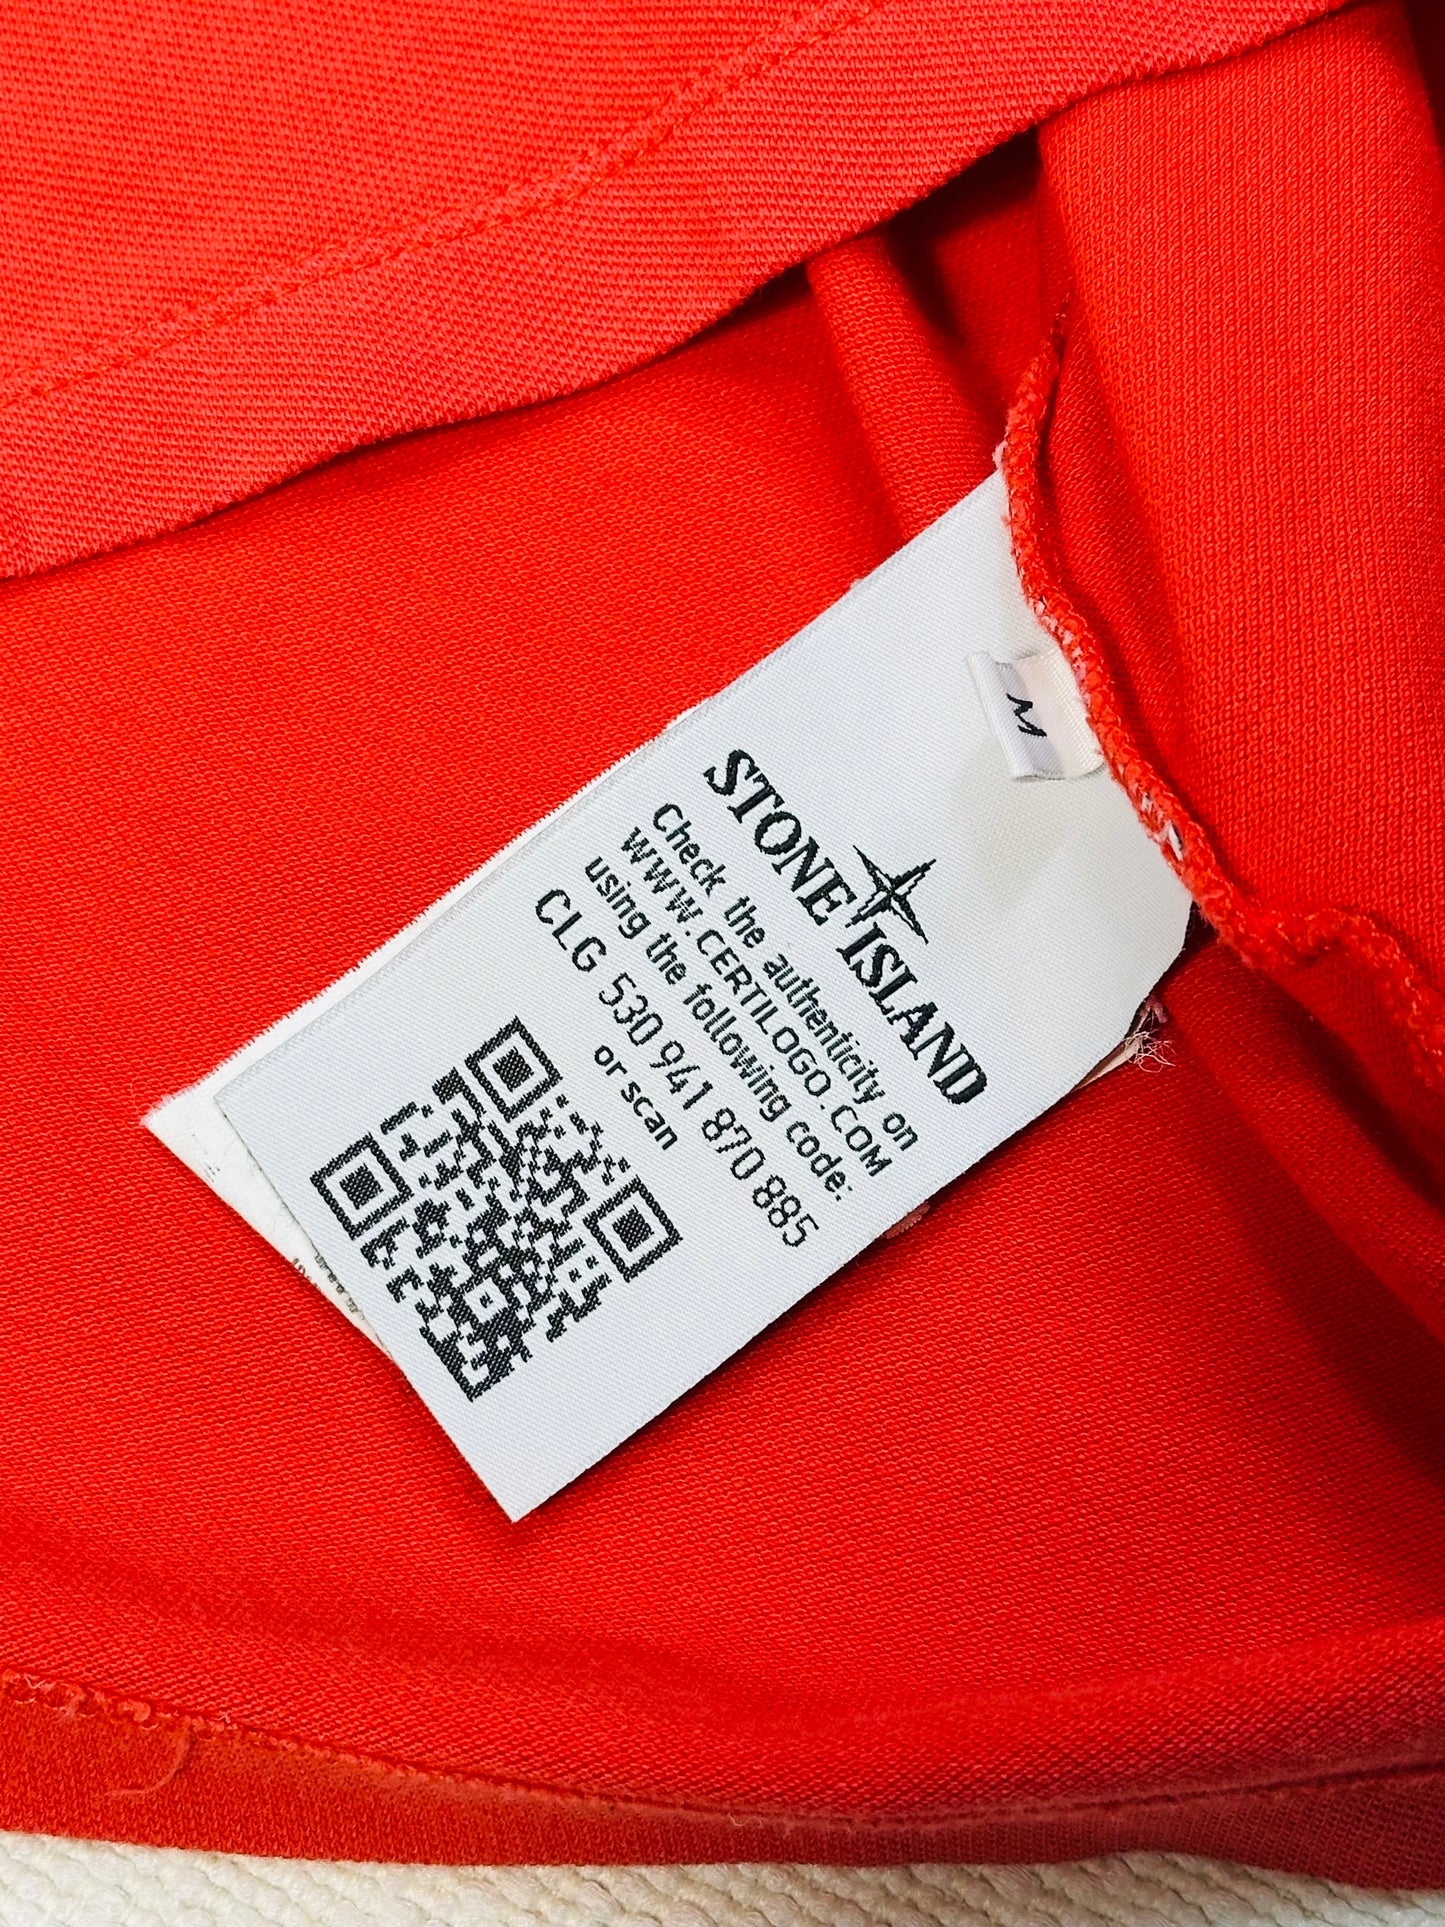 M
STONE ISLAND
Check the authenticity on
WWW.CERTILOGO.COM
using the following code:
CLG 530 941 870 885
or scan